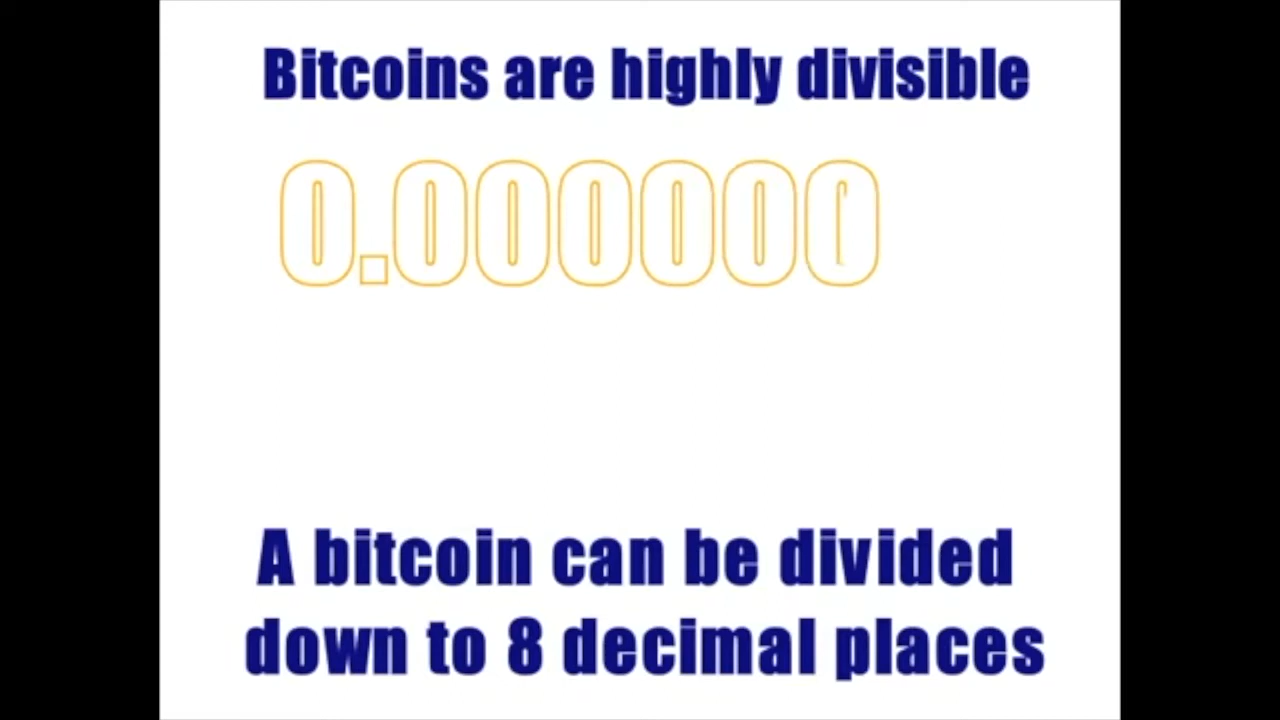 Bitcoins are highly divisible
0.000000
A bitcoin can be divided
down to 8 decimal places